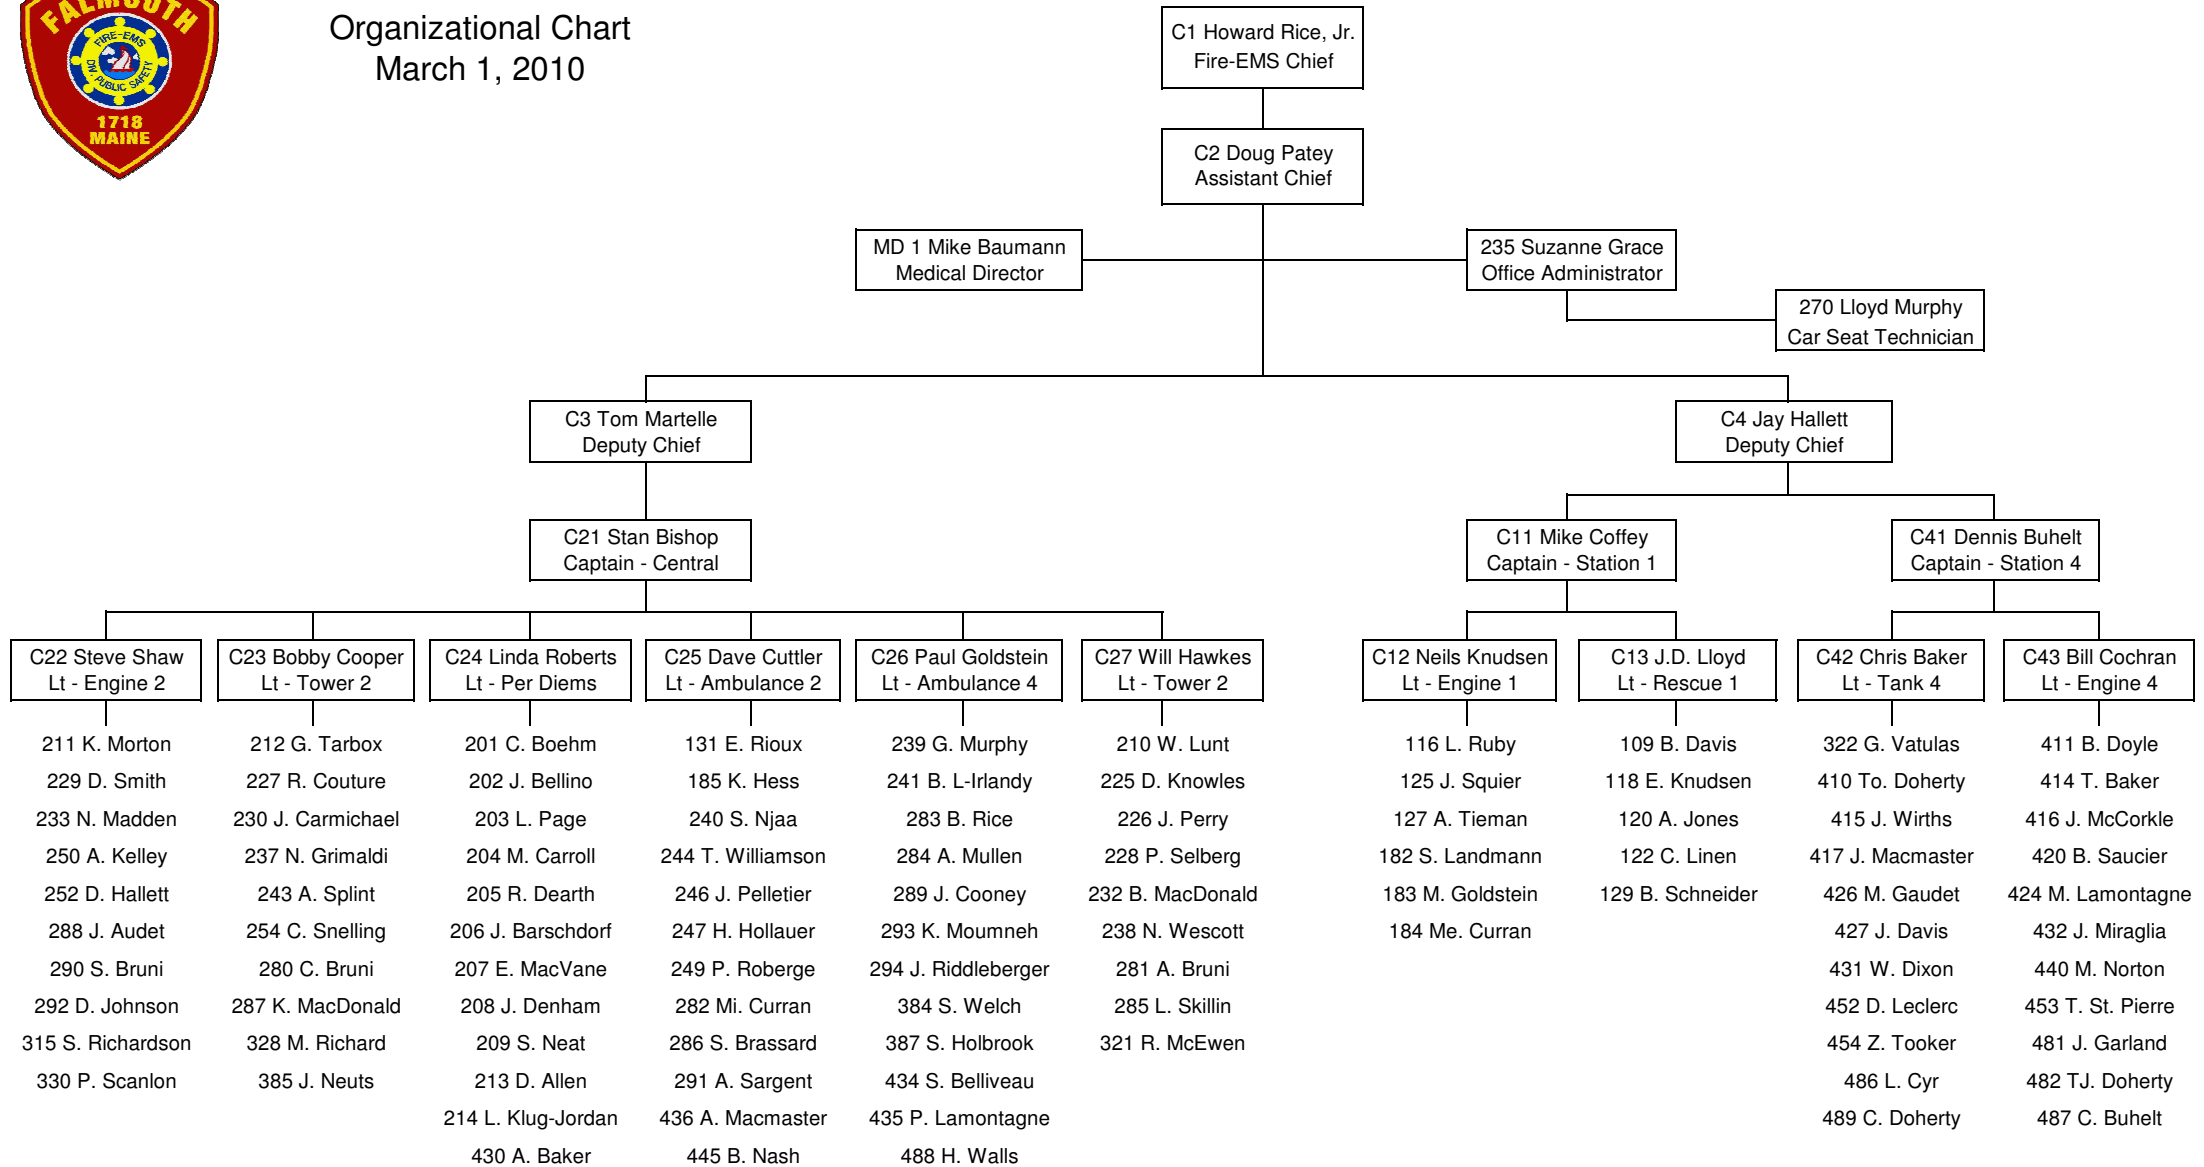 FALMOUTH
FIRE-EMS
DIV. PUBLIC SAFETY
1718
MAINE
Organizational Chart
March 1, 2010
C1 Howard Rice, Jr.
Fire-EMS Chief
C2 Doug Patey
Assistant Chief
MD 1 Mike Baumann
Medical Director
235 Suzanne Grace
Office Administrator
270 Lloyd Murphy
Car Seat Technician
C3 Tom Martelle
Deputy Chief
C4 Jay Hallett
Deputy Chief
C21 Stan Bishop
Captain - Central
C11 Mike Coffey
Captain - Station 1
C41 Dennis Buhelt
Captain - Station 4
C22 Steve Shaw
Lt - Engine 2
211 K. Morton
229 D. Smith
233 N. Madden
250 A. Kelley
252 D. Hallett
288 J. Audet
290 S. Bruni
292 D. Johnson
315 S. Richardson
330 P. Scanlon
C23 Bobby Cooper
Lt - Tower 2
212 G. Tarbox
227 R. Couture
230 J. Carmichael
237 N. Grimaldi
243 A. Splint
254 C. Snelling
280 C. Bruni
287 K. MacDonald
328 M. Richard
385 J. Neuts
C24 Linda Roberts
Lt - Per Diems
201 C. Boehm
202 J. Bellino
203 L. Page
204 M. Carroll
205 R. Dearth
206 J. Barschdorf
207 E. MacVane
208 J. Denham
209 S. Neat
213 D. Allen
214 L. Klug-Jordan
430 A. Baker
C25 Dave Cuttler
Lt - Ambulance 2
131 E. Rioux
185 K. Hess
240 S. Njaa
244 T. Williamson
246 J. Pelletier
247 H. Hollauer
249 P. Roberge
282 Mi. Curran
286 S. Brassard
291 A. Sargent
436 A. Macmaster
445 B. Nash
C26 Paul Goldstein
Lt - Ambulance 4
239 G. Murphy
241 B. L-Irlandy
283 B. Rice
284 A. Mullen
289 J. Cooney
293 K. Moumneh
294 J. Riddleberger
384 S. Welch
387 S. Holbrook
434 S. Belliveau
435 P. Lamontagne
488 H. Walls
C27 Will Hawkes
Lt - Tower 2
210 W. Lunt
225 D. Knowles
226 J. Perry
228 P. Selberg
232 B. MacDonald
238 N. Wescott
281 A. Bruni
285 L. Skillin
321 R. McEwen
C12 Neils Knudsen
Lt - Engine 1
116 L. Ruby
125 J. Squier
127 A. Tieman
182 S. Landmann
183 M. Goldstein
184 Me. Curran
C13 J.D. Lloyd
Lt - Rescue 1
109 B. Davis
118 E. Knudsen
120 A. Jones
122 C. Linen
129 B. Schneider
C42 Chris Baker
Lt - Tank 4
322 G. Vatulas
410 To. Doherty
415 J. Wirths
417 J. Macmaster
426 M. Gaudet
427 J. Davis
431 W. Dixon
452 D. Leclerc
454 Z. Tooker
486 L. Cyr
489 C. Doherty
C43 Bill Cochran
Lt - Engine 4
411 B. Doyle
414 T. Baker
416 J. McCorkle
420 B. Saucier
424 M. Lamontagne
432 J. Miraglia
440 M. Norton
453 T. St. Pierre
481 J. Garland
482 TJ. Doherty
487 C. Buhelt